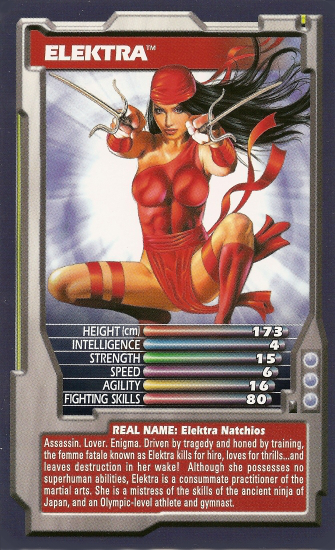 ELEKTRA™
HEIGHT (cm) 173
INTELLIGENCE 4
STRENGTH 15
SPEED 6
AGILITY 16
FIGHTING SKILLS 80
REAL NAME: Elektra Natchios
Assassin. Lover. Enigma. Driven by tragedy and honed by training,
the femme fatale known as Elektra kills for hire, loves for thrills...and
leaves destruction in her wake! Although she possesses no
superhuman abilities, Elektra is a consummate practitioner of the
martial arts. She is a mistress of the skills of the ancient ninja of
Japan, and an Olympic-level athlete and gymnast.